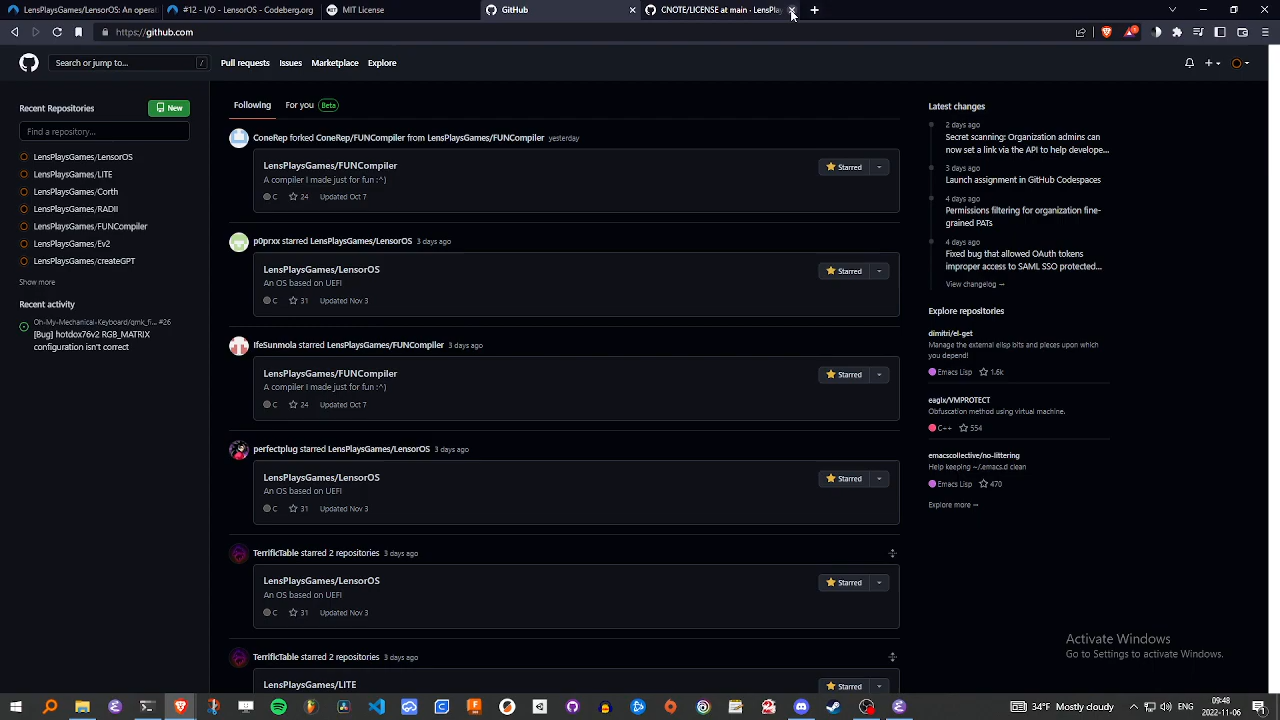 LensPlaysGames/LensorOS: An operat
#12 - I/O - LensorOS - Codeberg.org
MIT License
GitHub
CNOTE/LICENSE at main · LensPla
https://github.com
Search or jump to...
/
Pull requests
Issues
Marketplace
Explore
Recent Repositories
New
Find a repository...
LensPlaysGames/LensorOS
LensPlaysGames/LITE
LensPlaysGames/Corth
LensPlaysGames/RADII
LensPlaysGames/FUNCompiler
LensPlaysGames/Ev2
LensPlaysGames/createGPT
Show more
Recent activity
Oh-My-Mechanical-Keyboard/qmk_fi... #26
[Bug] hotdox76v2 RGB_MATRIX
configuration isn't correct
Following
For you Beta
ConeRep forked ConeRep/FUNCompiler from LensPlaysGames/FUNCompiler yesterday
LensPlaysGames/FUNCompiler
Starred
A compiler I made just for fun :^)
C 24 Updated Oct 7
p0prxx starred LensPlaysGames/LensorOS 3 days ago
LensPlaysGames/LensorOS
Starred
An OS based on UEFI
C 31 Updated Nov 3
IfeSunmola starred LensPlaysGames/FUNCompiler 3 days ago
LensPlaysGames/FUNCompiler
Starred
A compiler I made just for fun :^)
C 24 Updated Oct 7
perfectplug starred LensPlaysGames/LensorOS 3 days ago
LensPlaysGames/LensorOS
Starred
An OS based on UEFI
C 31 Updated Nov 3
TerrificTable starred 2 repositories 3 days ago
LensPlaysGames/LensorOS
Starred
An OS based on UEFI
C 31 Updated Nov 3
TerrificTable starred 2 repositories 3 days ago
LensPlaysGames/LITE
Starred
Latest changes
2 days ago
Secret scanning: Organization admins can
now set a link via the API to help develope...
3 days ago
Launch assignment in GitHub Codespaces
4 days ago
Permissions filtering for organization fine-
grained PATs
4 days ago
Fixed bug that allowed OAuth tokens
improper access to SAML SSO protected...
View changelog →
Explore repositories
dimitri/el-get
Manage the external elisp bits and pieces upon which
you depend!
Emacs Lisp 1.6k
eaglx/VMPROTECT
Obfuscation method using virtual machine.
C++ 554
emacscollective/no-littering
Help keeping ~/.emacs.d clean
Emacs Lisp 470
Explore more →
Activate Windows
Go to Settings to activate Windows.
34°F Mostly cloudy
09:48
2022-11-06